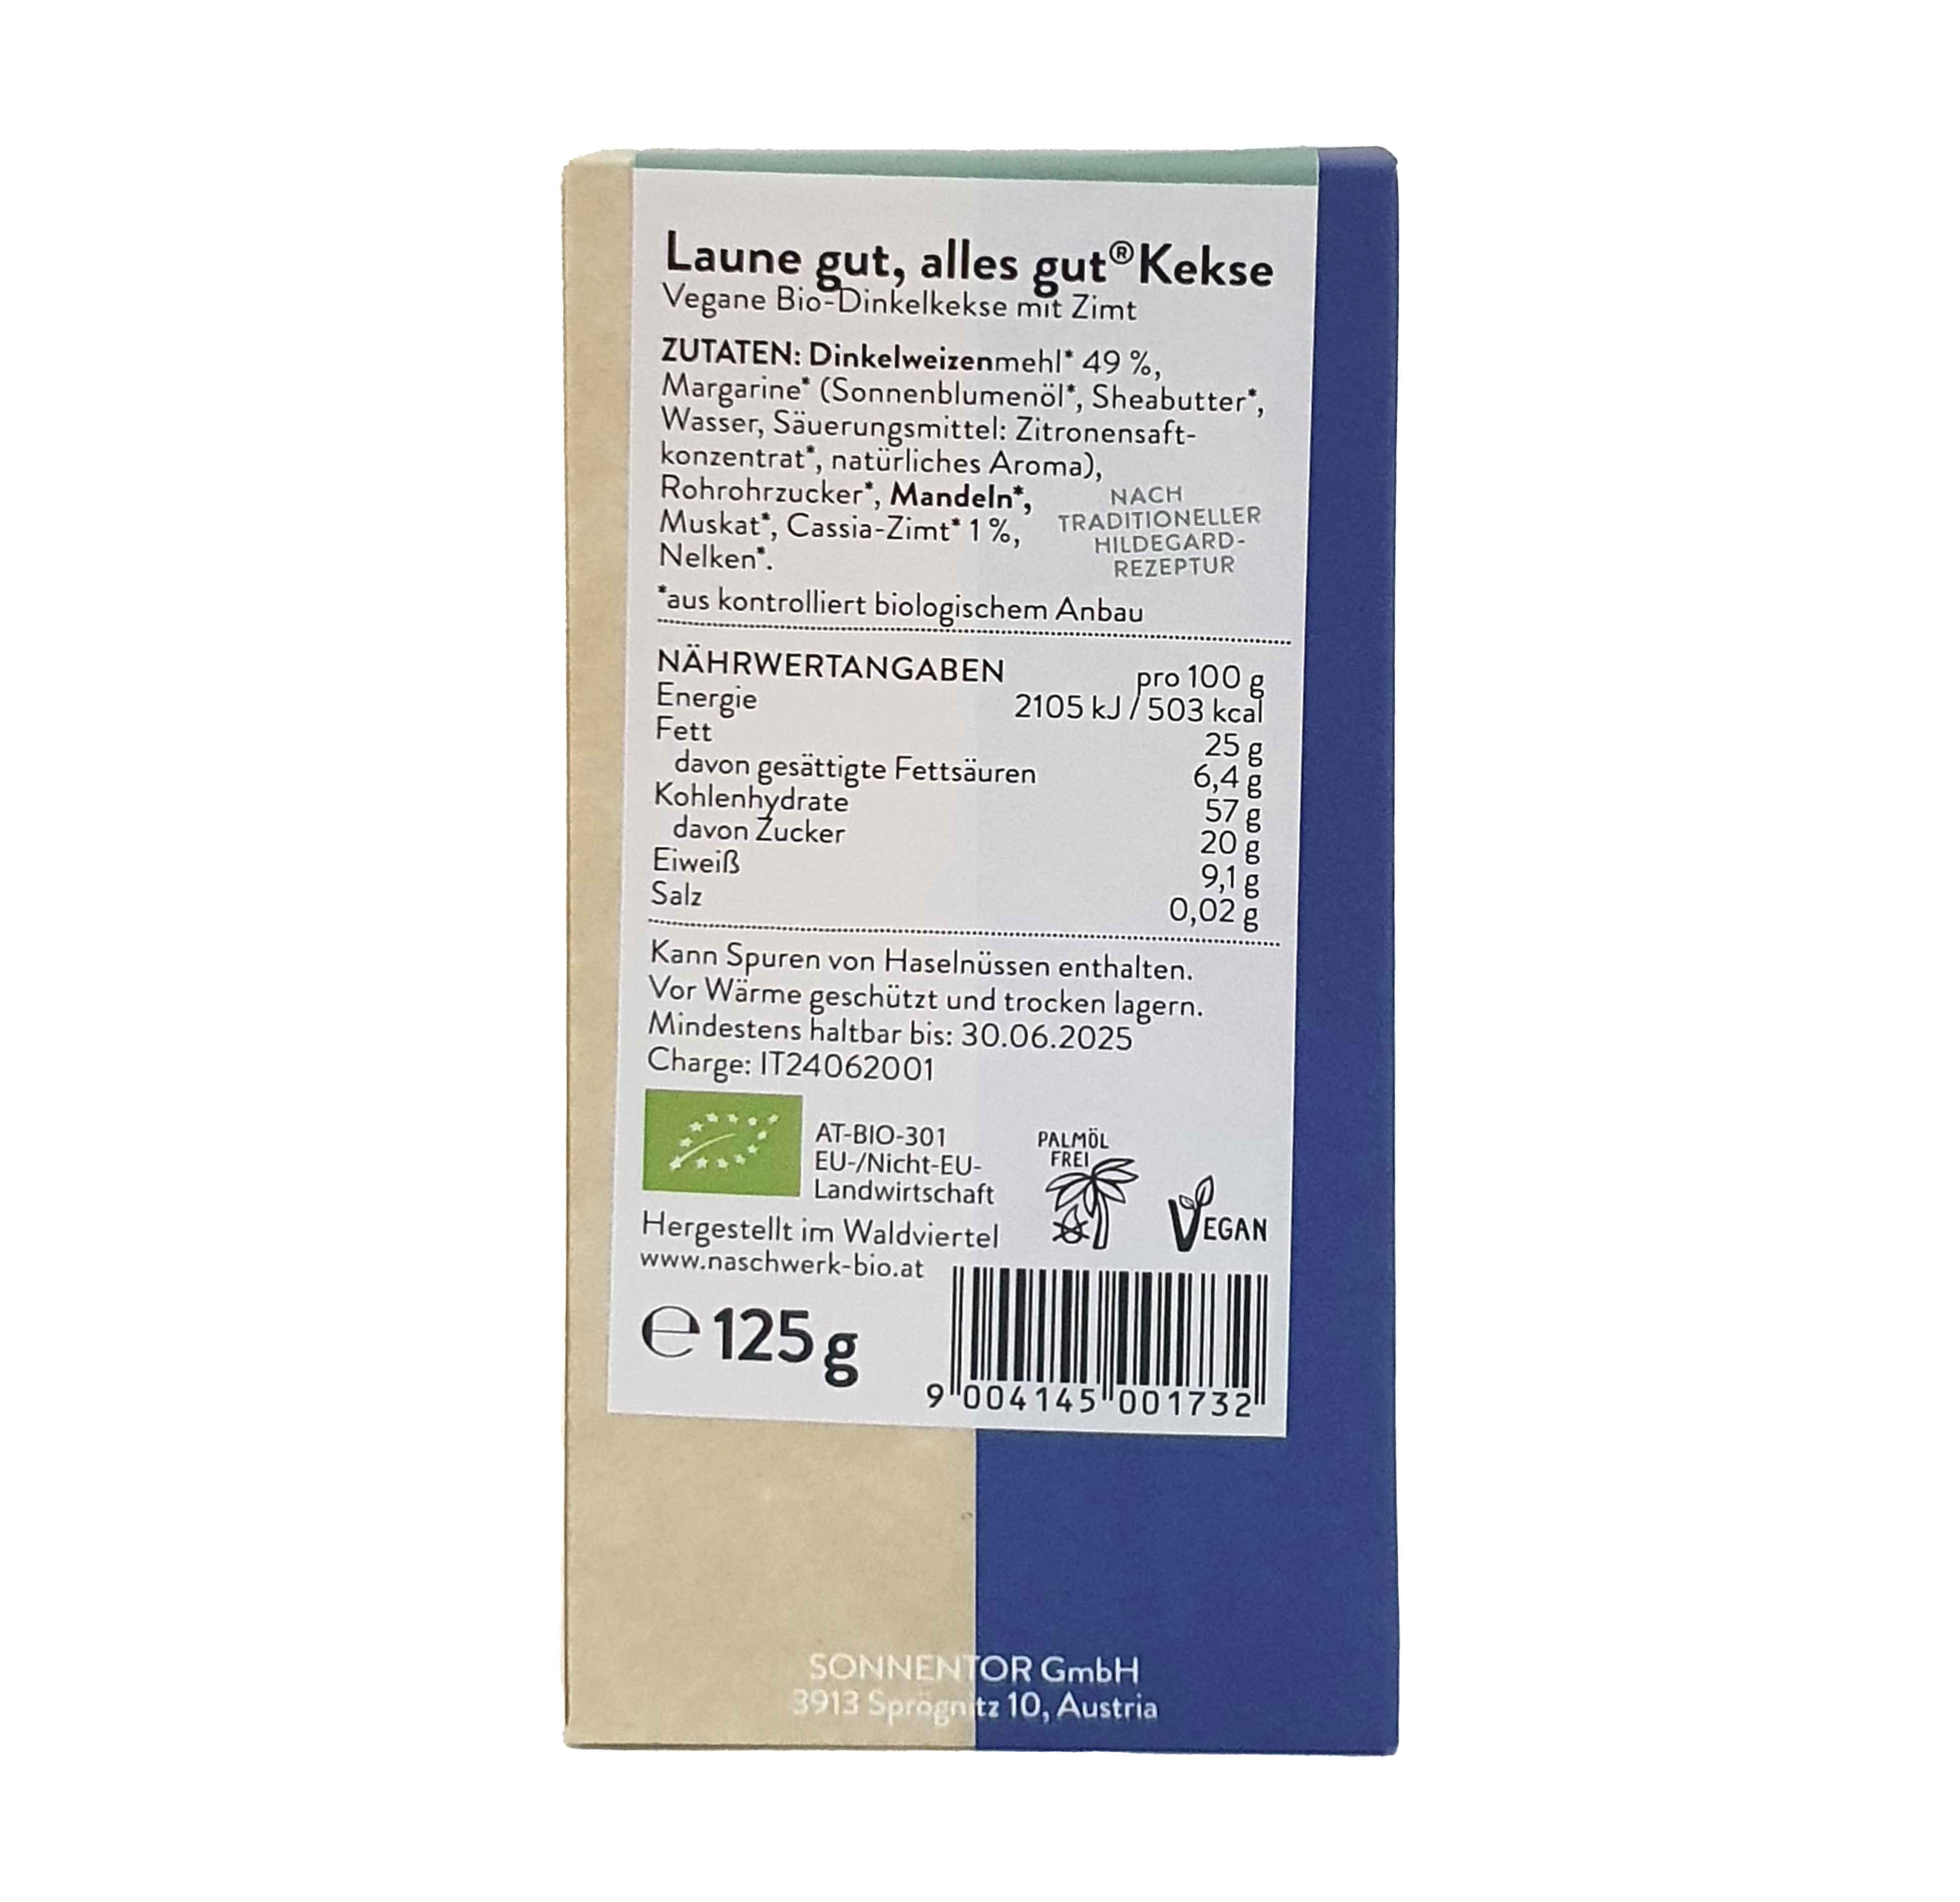 Laune gut, alles gut® Kekse
Vegane Bio-Dinkelkekse mit Zimt
ZUTATEN: Dinkelweizenmehl* 49 %,
Margarine* (Sonnenblumenöl*, Sheabutter*,
Wasser, Säuerungsmittel: Zitronensaft-
konzentrat*, natürliches Aroma),
Rohrohrzucker*, Mandeln*,
Muskat*, Cassia-Zimt* 1 %,
Nelken*.
NACH
TRADITIONELLER
HILDEGARD-
REZEPTUR
*aus kontrolliert biologischem Anbau
NÄHRWERTANGABEN pro 100 g
Energie 2105 kJ / 503 kcal
Fett 25 g
davon gesättigte Fettsäuren 6,4 g
Kohlenhydrate 57 g
davon Zucker 20 g
Eiweiß 9,1 g
Salz 0,02 g
Kann Spuren von Haselnüssen enthalten.
Vor Wärme geschützt und trocken lagern.
Mindestens haltbar bis: 30.06.2025
Charge: IT24062001
AT-BIO-301
EU-/Nicht-EU-
Landwirtschaft
PALMÖL
FREI
VEGAN
Hergestellt im Waldviertel
www.naschwerk-bio.at
℮ 125 g
9 004145 001732
SONNENTOR GmbH
3913 Sprögnitz 10, Austria